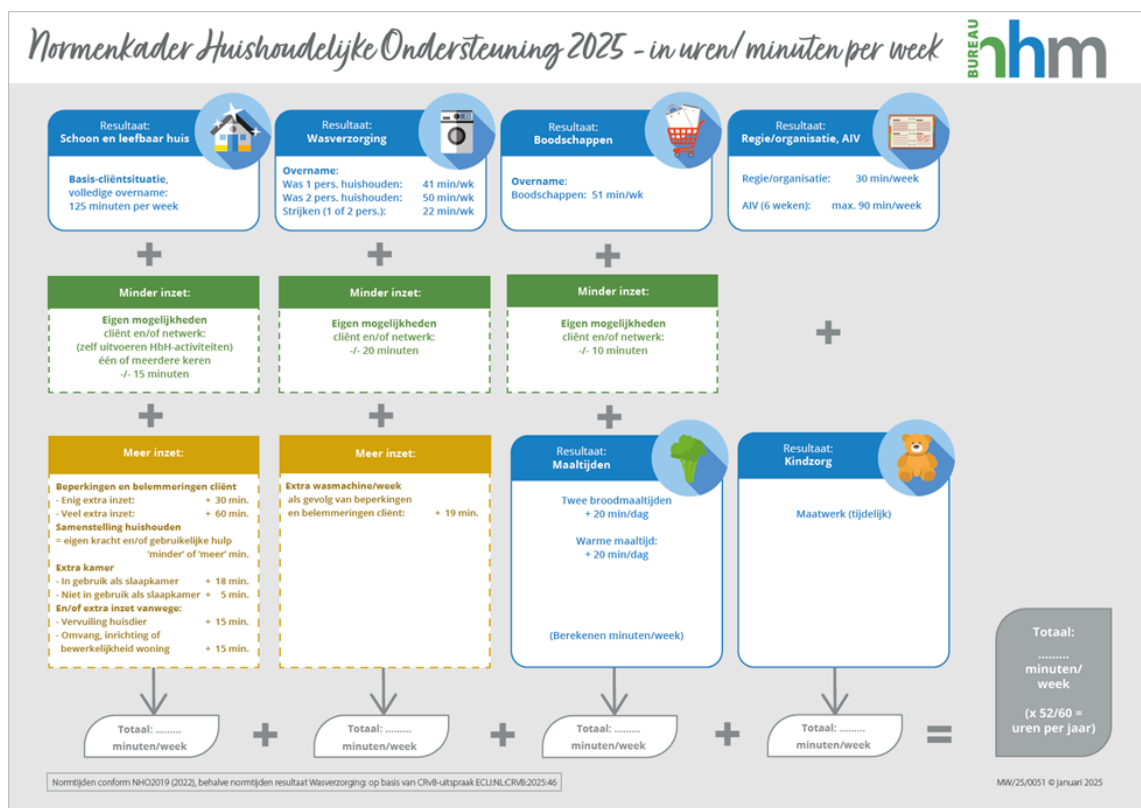 Normenkader Huishoudelijke Ondersteuning 2025 - in uren/minuten per week
BUREAU
nhm
Resultaat:
Schoon en leefbaar huis
Basis-cliëntsituatie,
volledige overname:
125 minuten per week
Resultaat:
Wasverzorging
Overname:
Was 1 pers. huishouden: 41 min/wk
Was 2 pers. huishouden: 50 min/wk
Strijken (1 of 2 pers.): 22 min/wk
Resultaat:
Boodschappen
Overname:
Boodschappen: 51 min/wk
Resultaat:
Regie/organisatie, AIV
Regie/organisatie: 30 min/week
AIV (6 weken): max. 90 min/week
+
+
+
Minder inzet:
Eigen mogelijkheden
cliënt en/of netwerk:
(zelf uitvoeren HbH-activiteiten)
één of meerdere keren
-/- 15 minuten
Minder inzet:
Eigen mogelijkheden
cliënt en/of netwerk:
-/- 20 minuten
Minder inzet:
Eigen mogelijkheden
cliënt en/of netwerk:
-/- 10 minuten
+
+
+
+
Meer inzet:
Beperkingen en belemmeringen cliënt
- Enig extra inzet: + 30 min.
- Veel extra inzet: + 60 min.
Samenstelling huishouden
= eigen kracht en/of gebruikelijke hulp
'minder' of 'meer' min.
Extra kamer
- In gebruik als slaapkamer + 18 min.
- Niet in gebruik als slaapkamer + 5 min.
En/of extra inzet vanwege:
- Vervuiling huisdier + 15 min.
- Omvang, inrichting of
bewerkelijkheid woning + 15 min.
Meer inzet:
Extra wasmachine/week
als gevolg van beperkingen
en belemmeringen cliënt: + 19 min.
Resultaat:
Maaltijden
Twee broodmaaltijden
+ 20 min/dag
Warme maaltijd:
+ 20 min/dag
(Berekenen minuten/week)
Resultaat:
Kindzorg
Maatwerk (tijdelijk)
Totaal: .........
minuten/week
+
Totaal: .........
minuten/week
+
Totaal: .........
minuten/week
+
Totaal: .........
minuten/week
=
Totaal:
.........
minuten/
week
(x 52/60 =
uren per jaar)
Normtijden conform NHO2019 (2022), behalve normtijden resultaat Wasverzorging: op basis van CRvB-uitspraak ECLI:NL:CRVB:2025:46
MW/25/0051 © januari 2025